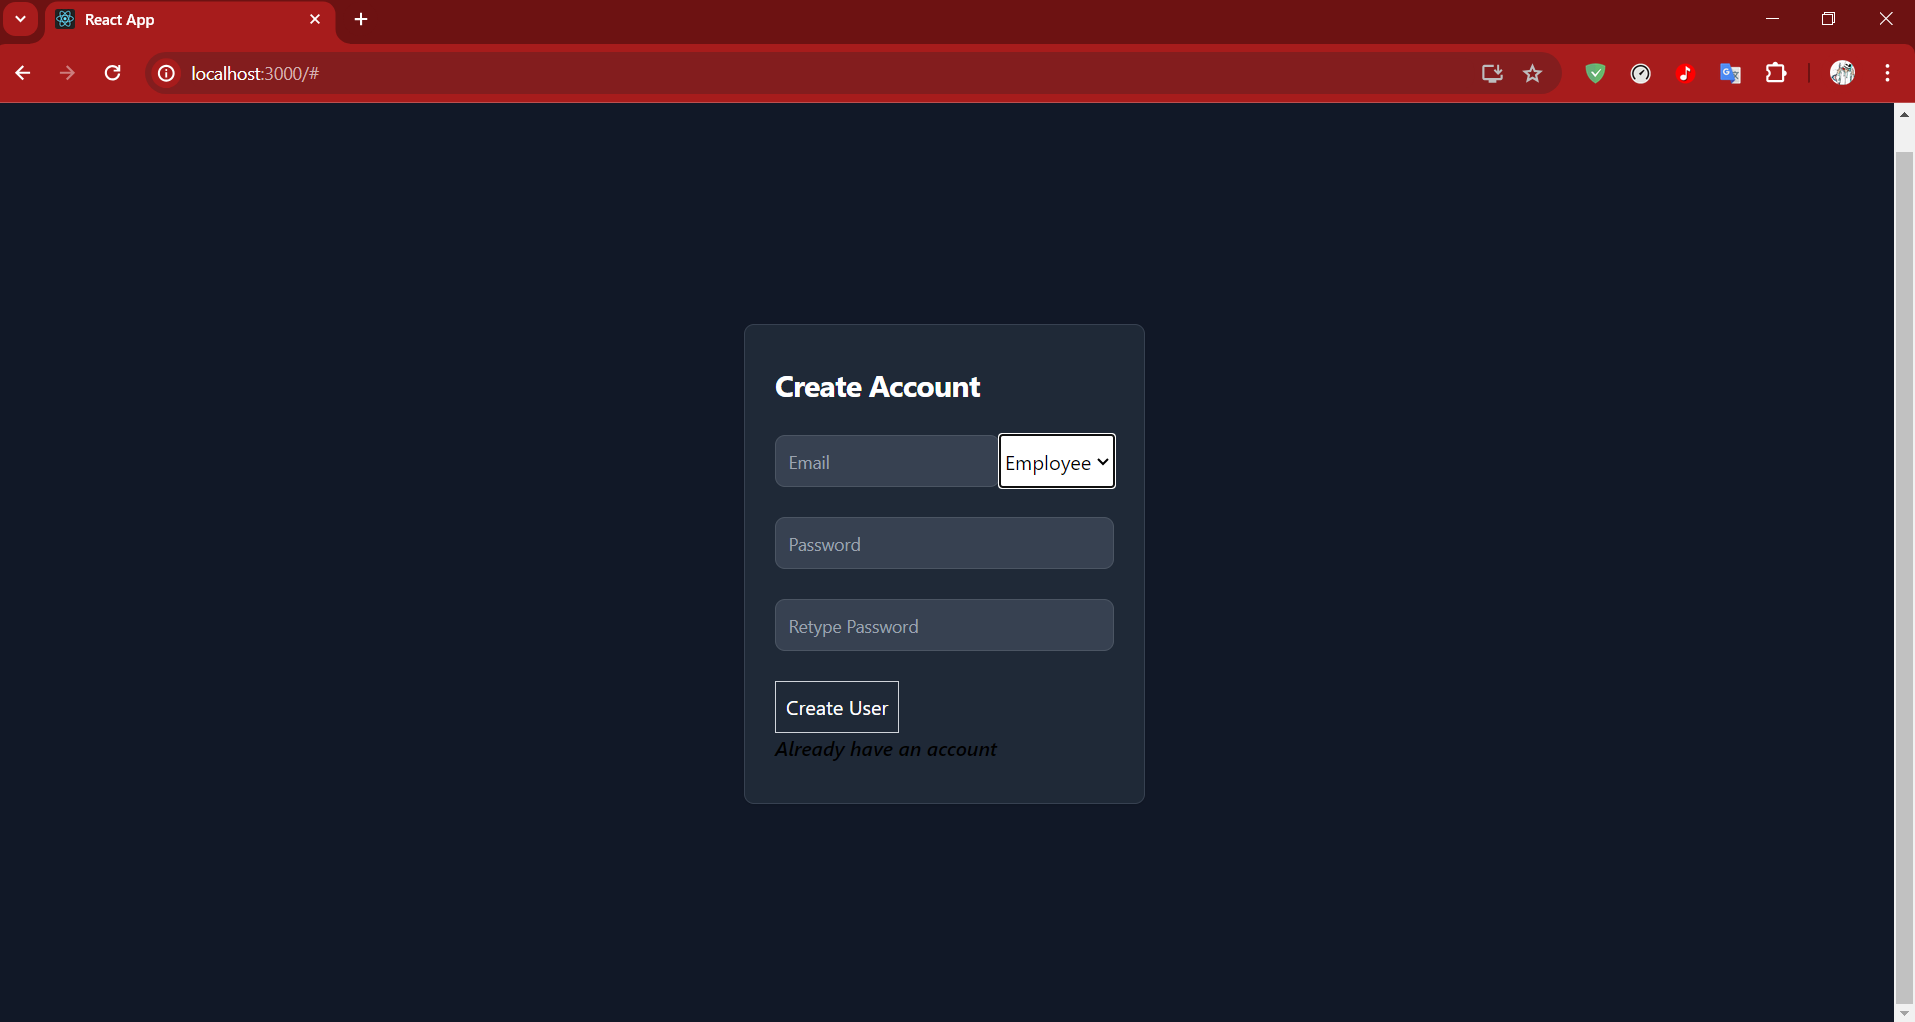 React App
localhost:3000/#
Create Account
Email
Employee
Password
Retype Password
Create User
Already have an account